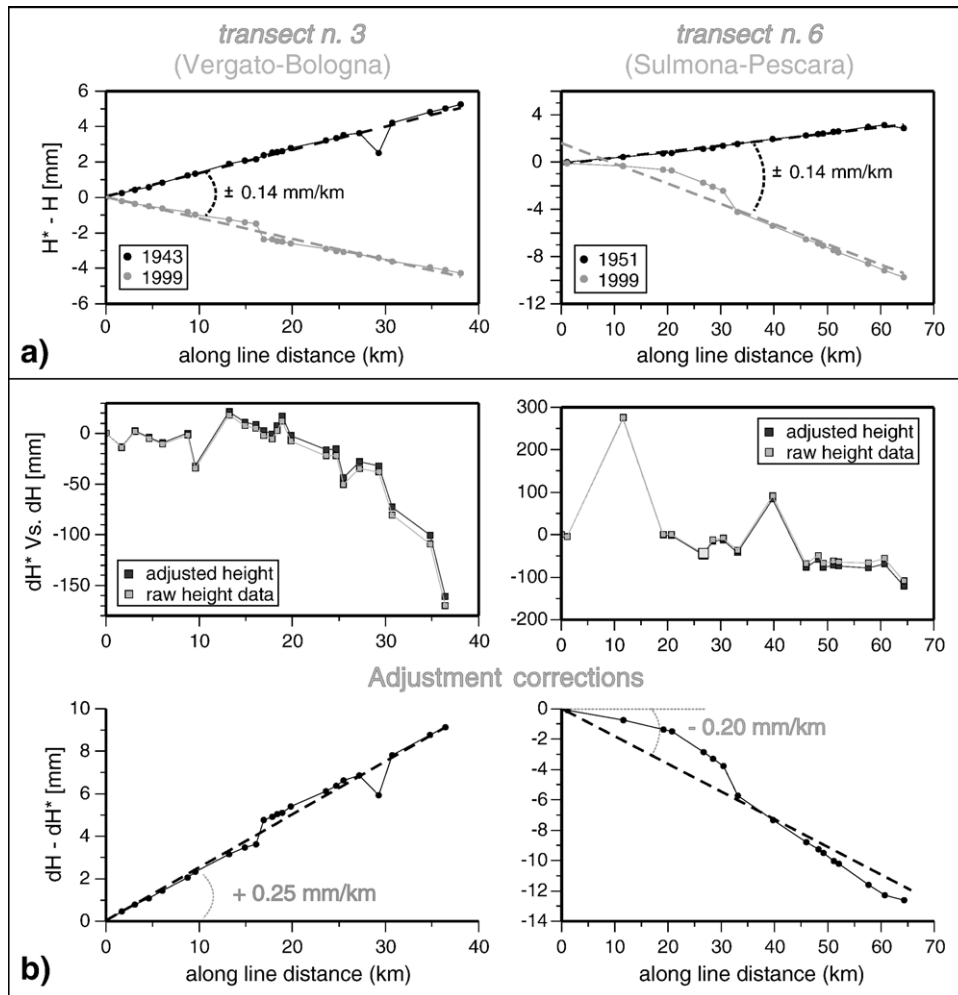 transect n. 3
(Vergato-Bologna)
transect n. 6
(Sulmona-Pescara)
H* - H [mm]
6
4
2
0
-2
-4
-6
± 0.14 mm/km
1943
1999
0 10 20 30 40
along line distance (km)
4
0
-4
-8
-12
± 0.14 mm/km
1951
1999
0 10 20 30 40 50 60 70
along line distance (km)
a)
dH* Vs. dH [mm]
0
-50
-100
-150
adjusted height
raw height data
0 10 20 30 40
300
200
100
0
-100
-200
adjusted height
raw height data
0 10 20 30 40 50 60 70
Adjustment corrections
dH - dH* [mm]
10
8
6
4
2
0
+ 0.25 mm/km
0 10 20 30 40
along line distance (km)
0
-2
-4
-6
-8
-10
-12
-14
- 0.20 mm/km
0 10 20 30 40 50 60 70
along line distance (km)
b)